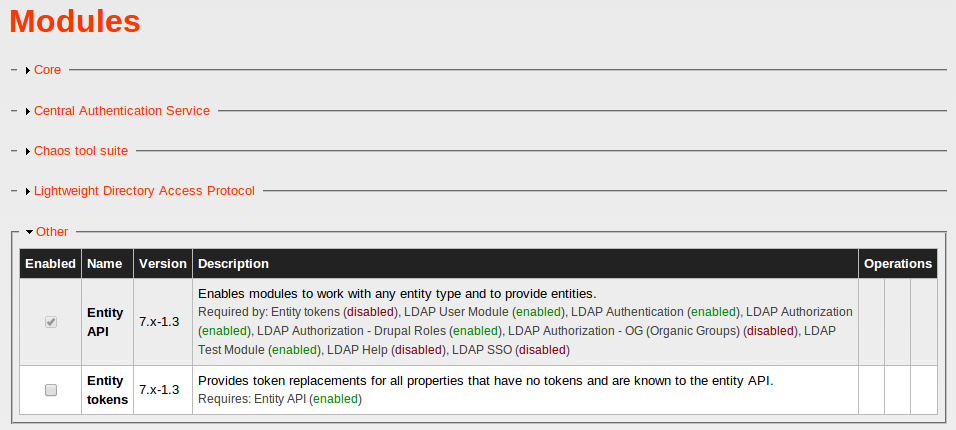 Modules
Core
Central Authentication Service
Chaos tool suite
Lightweight Directory Access Protocol
Other
Enabled Name Version Description Operations
Entity API 7.x-1.3 Enables modules to work with any entity type and to provide entities.
Required by: Entity tokens (disabled), LDAP User Module (enabled), LDAP Authentication (enabled), LDAP Authorization
(enabled), LDAP Authorization - Drupal Roles (enabled), LDAP Authorization - OG (Organic Groups) (disabled), LDAP
Test Module (enabled), LDAP Help (disabled), LDAP SSO (disabled)
Entity tokens 7.x-1.3 Provides token replacements for all properties that have no tokens and are known to the entity API.
Requires: Entity API (enabled)